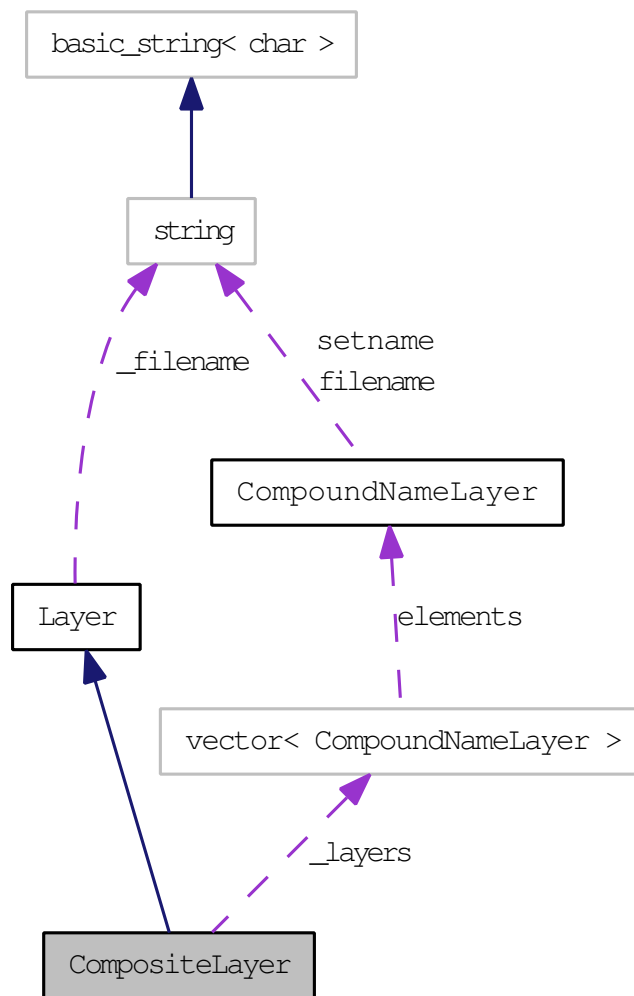 basic_string< char >
string
_filename
setname
filename
CompoundNameLayer
Layer
elements
vector< CompoundNameLayer >
_layers
CompositeLayer